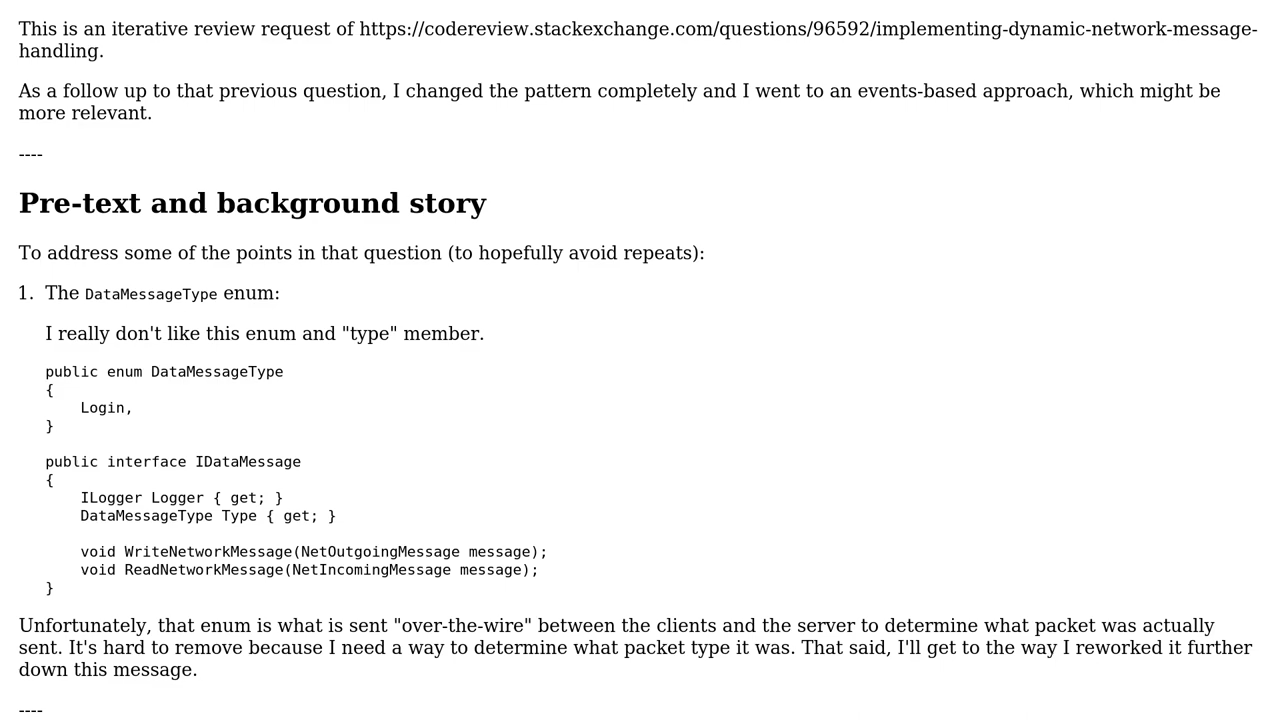 This is an iterative review request of https://codereview.stackexchange.com/questions/96592/implementing-dynamic-network-message-
handling.
As a follow up to that previous question, I changed the pattern completely and I went to an events-based approach, which might be
more relevant.
----
Pre-text and background story
To address some of the points in that question (to hopefully avoid repeats):
1. The DataMessageType enum:
I really don't like this enum and "type" member.
public enum DataMessageType
{
    Login,
}
public interface IDataMessage
{
    ILogger Logger { get; }
    DataMessageType Type { get; }
    void WriteNetworkMessage(NetOutgoingMessage message);
    void ReadNetworkMessage(NetIncomingMessage message);
}
Unfortunately, that enum is what is sent "over-the-wire" between the clients and the server to determine what packet was actually
sent. It's hard to remove because I need a way to determine what packet type it was. That said, I'll get to the way I reworked it further
down this message.
----